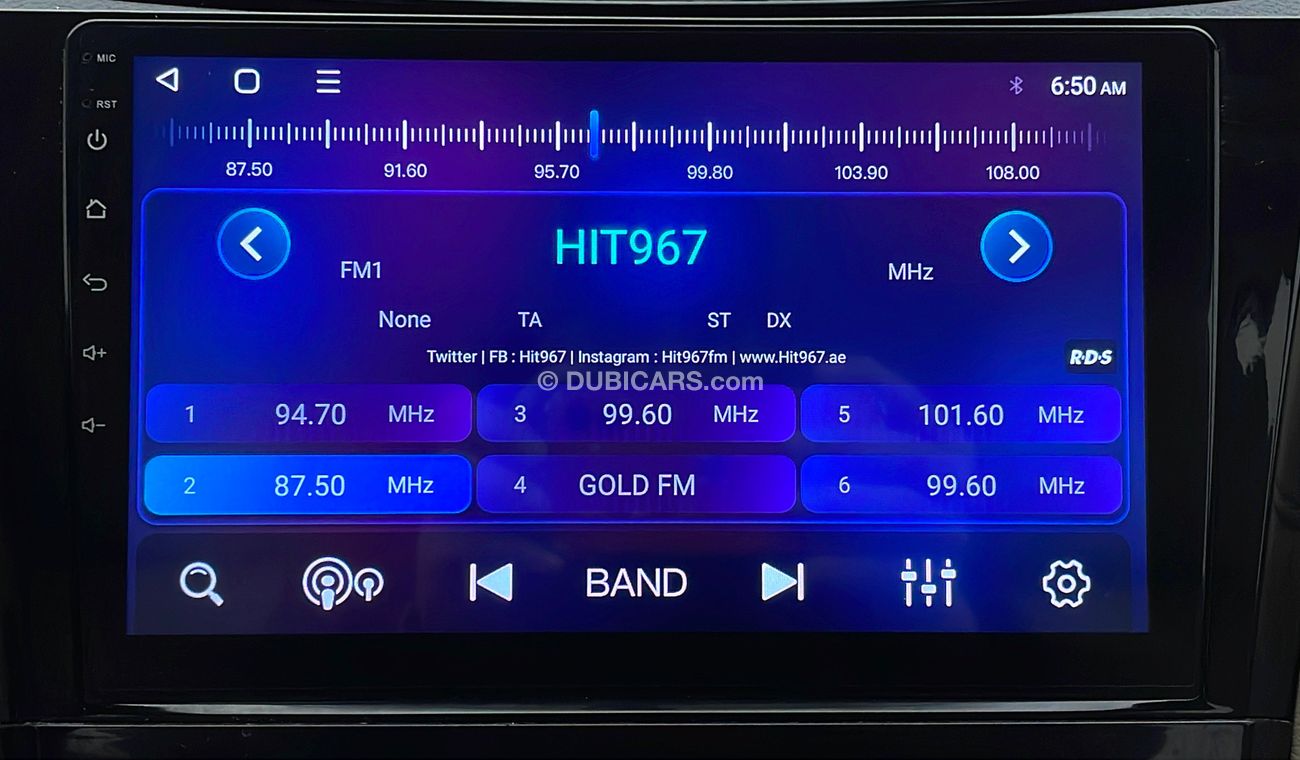 MIC
6:50 AM
RST
87.50 91.60 95.70 99.80 103.90 108.00
HIT967
FM1 MHz
None TA ST DX
Twitter | FB : Hit967 | Instagram : Hit967fm | www.Hit967.ae
R·D·S
© DUBICARS.com
1 94.70 MHz 3 99.60 MHz 5 101.60 MHz
2 87.50 MHz 4 GOLD FM 6 99.60 MHz
BAND